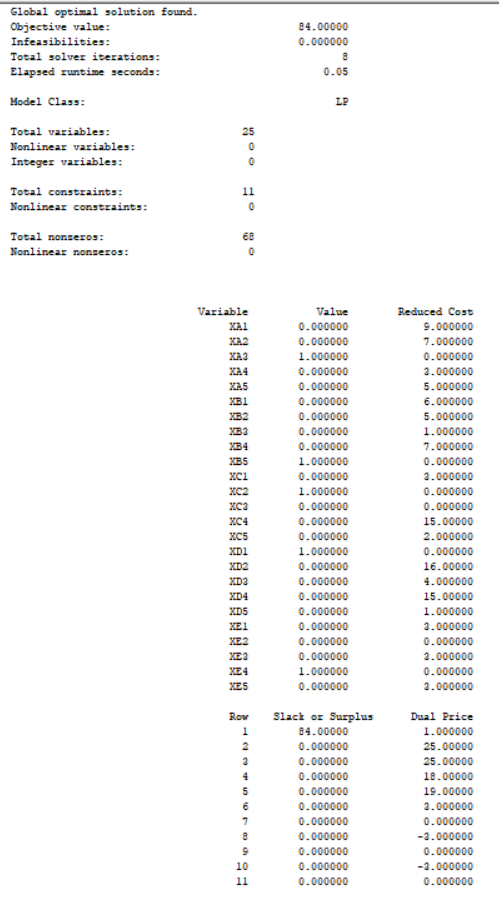 Global optimal solution found.
Objective value: 84.00000
Infeasibilities: 0.000000
Total solver iterations: 8
Elapsed runtime seconds: 0.05
Model Class: LP
Total variables: 25
Nonlinear variables: 0
Integer variables: 0
Total constraints: 11
Nonlinear constraints: 0
Total nonzeros: 68
Nonlinear nonzeros: 0
Variable Value Reduced Cost
XA1 0.000000 9.000000
XA2 0.000000 7.000000
XA3 1.000000 0.000000
XA4 0.000000 3.000000
XA5 0.000000 5.000000
XB1 0.000000 6.000000
XB2 0.000000 5.000000
XB3 0.000000 1.000000
XB4 0.000000 7.000000
XB5 1.000000 0.000000
XC1 0.000000 3.000000
XC2 1.000000 0.000000
XC3 0.000000 0.000000
XC4 0.000000 15.00000
XC5 0.000000 2.000000
XD1 1.000000 0.000000
XD2 0.000000 16.00000
XD3 0.000000 4.000000
XD4 0.000000 15.00000
XD5 0.000000 1.000000
XE1 0.000000 3.000000
XE2 0.000000 0.000000
XE3 0.000000 3.000000
XE4 1.000000 0.000000
XE5 0.000000 3.000000
Row Slack or Surplus Dual Price
1 84.00000 1.000000
2 0.000000 25.00000
3 0.000000 25.00000
4 0.000000 18.00000
5 0.000000 19.00000
6 0.000000 3.000000
7 0.000000 0.000000
8 0.000000 -3.000000
9 0.000000 0.000000
10 0.000000 -3.000000
11 0.000000 0.000000